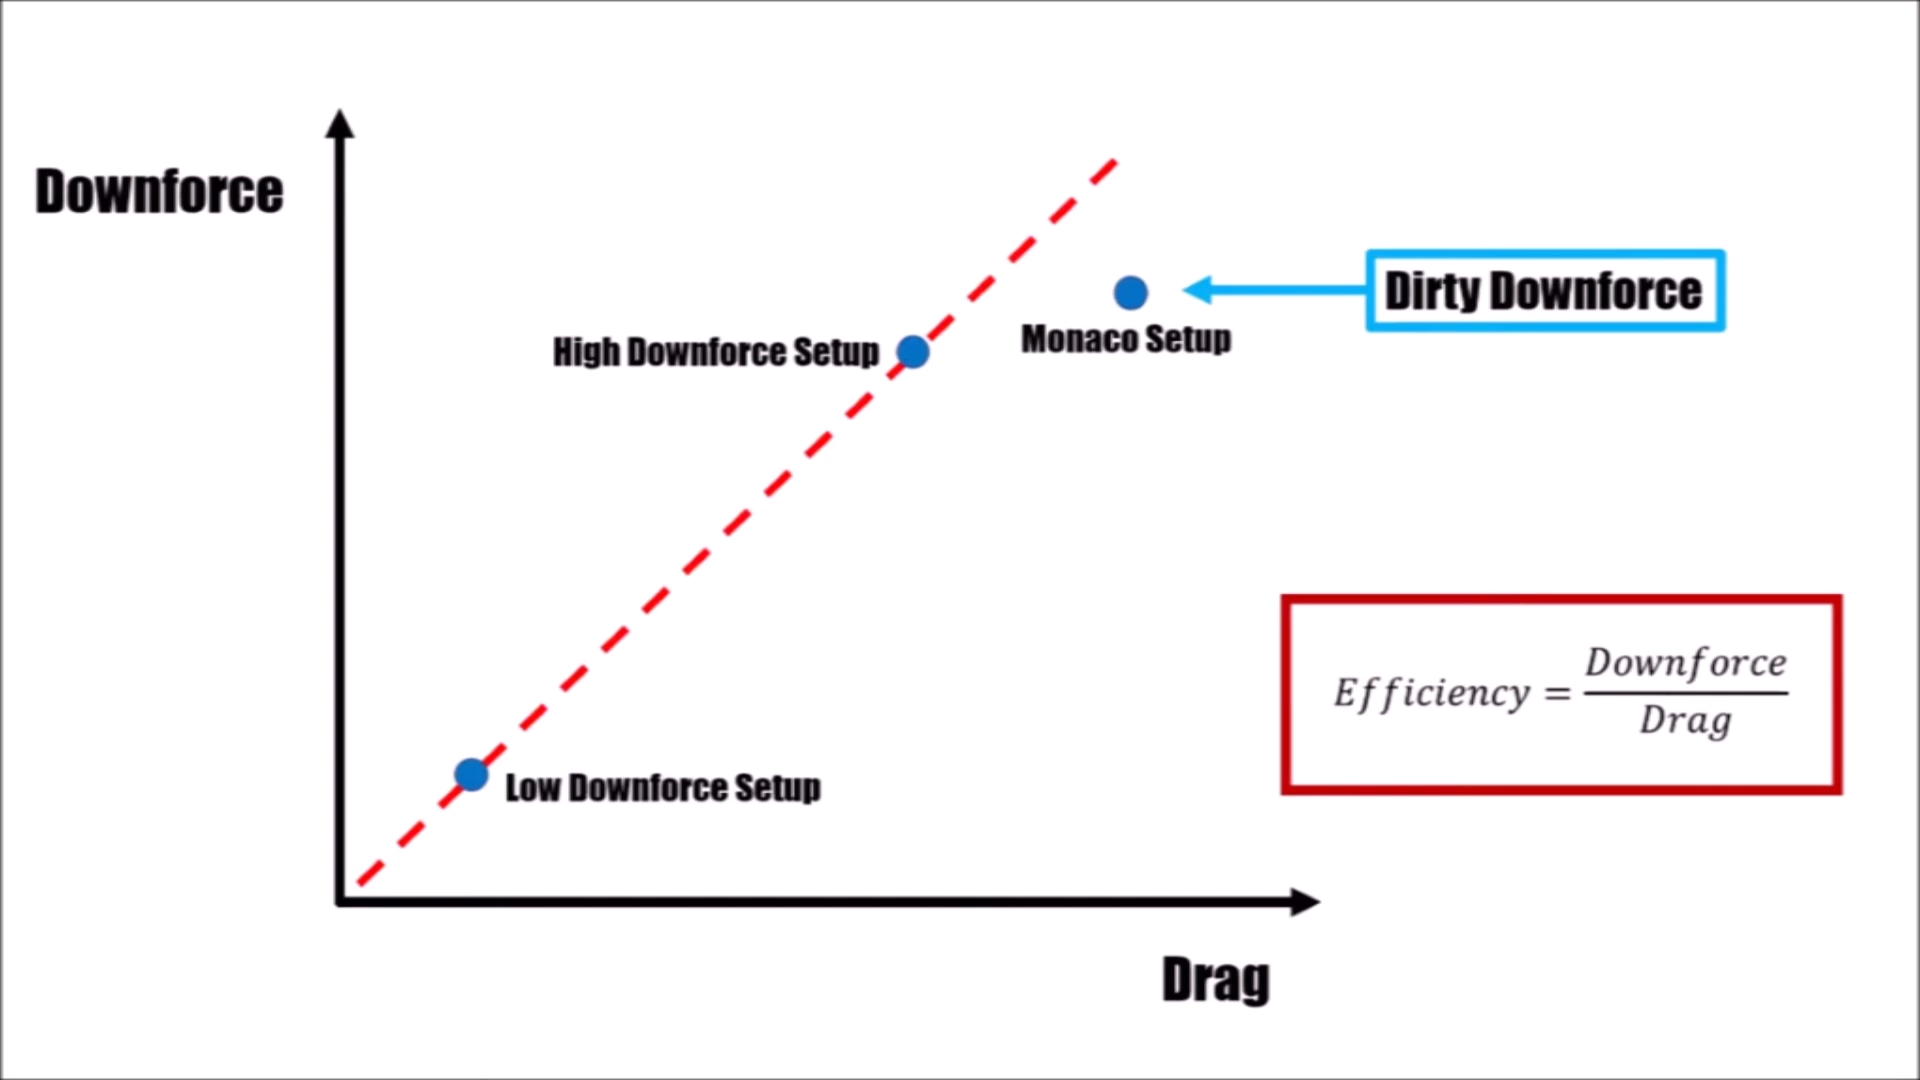 Downforce
Dirty Downforce
High Downforce Setup
Monaco Setup
Efficiency = Downforce / Drag
Low Downforce Setup
Drag